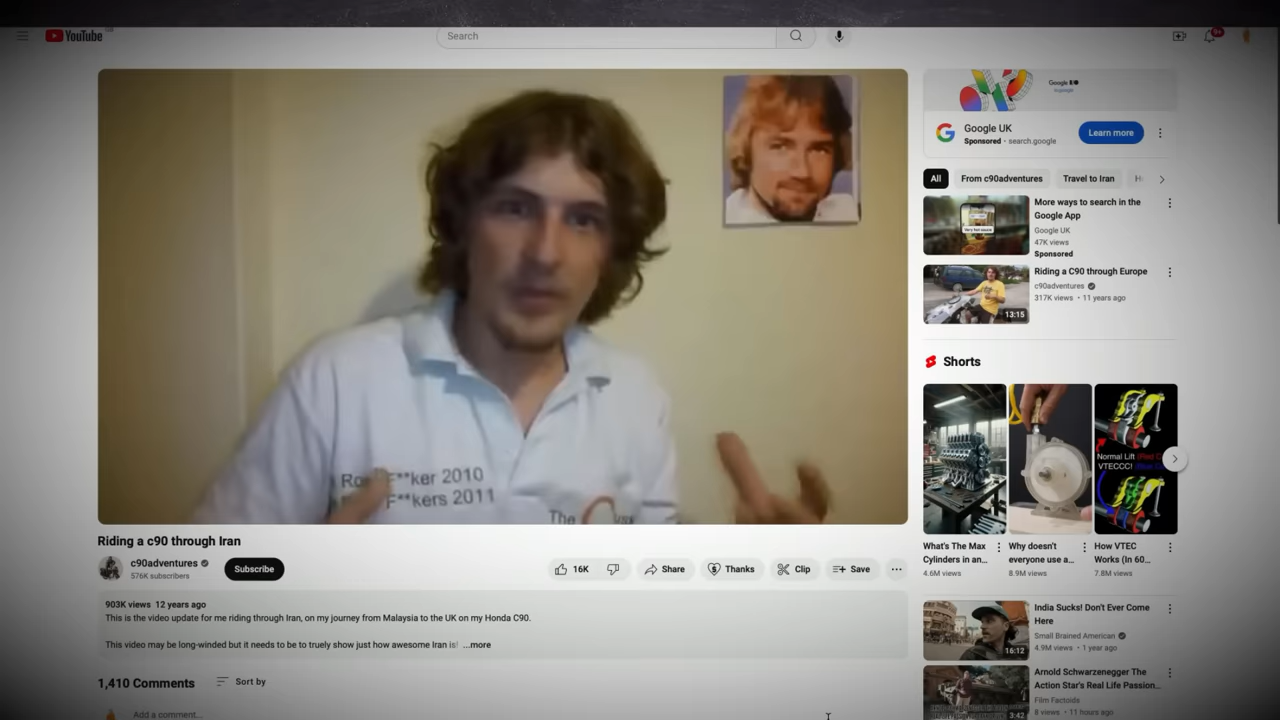 YouTube
Search
9+
Google
Google UK
Sponsored • search.google
Learn more
All
From c90adventures
Travel to Iran
More ways to search in the
Google App
Google UK
47K views
Sponsored
Riding a C90 through Europe
c90adventures
317K views • 11 years ago
13:15
F**ker 2010
F**kers 2011
The
Shorts
Normal Lift
VTECCC!
What's The Max
Cylinders in an...
4.6M views
Why doesn't
everyone use a...
8.9M views
How VTEC
Works (In 60...
7.8M views
Riding a c90 through Iran
c90adventures
576K subscribers
Subscribe
16K
Share
Thanks
Clip
Save
903K views 12 years ago
This is the video update for me riding through Iran, on my journey from Malaysia to the UK on my Honda C90.
This video may be long-winded but it needs to be to truely show just how awesome Iran is! ...more
1,410 Comments
Sort by
Add a comment...
India Sucks! Don't Ever Come
Here
Small Brained American
4.9M views • 1 year ago
16:12
Arnold Schwarzenegger The
Action Star's Real Life Passion...
Film Factoids
8 views • 11 hours ago
3:42